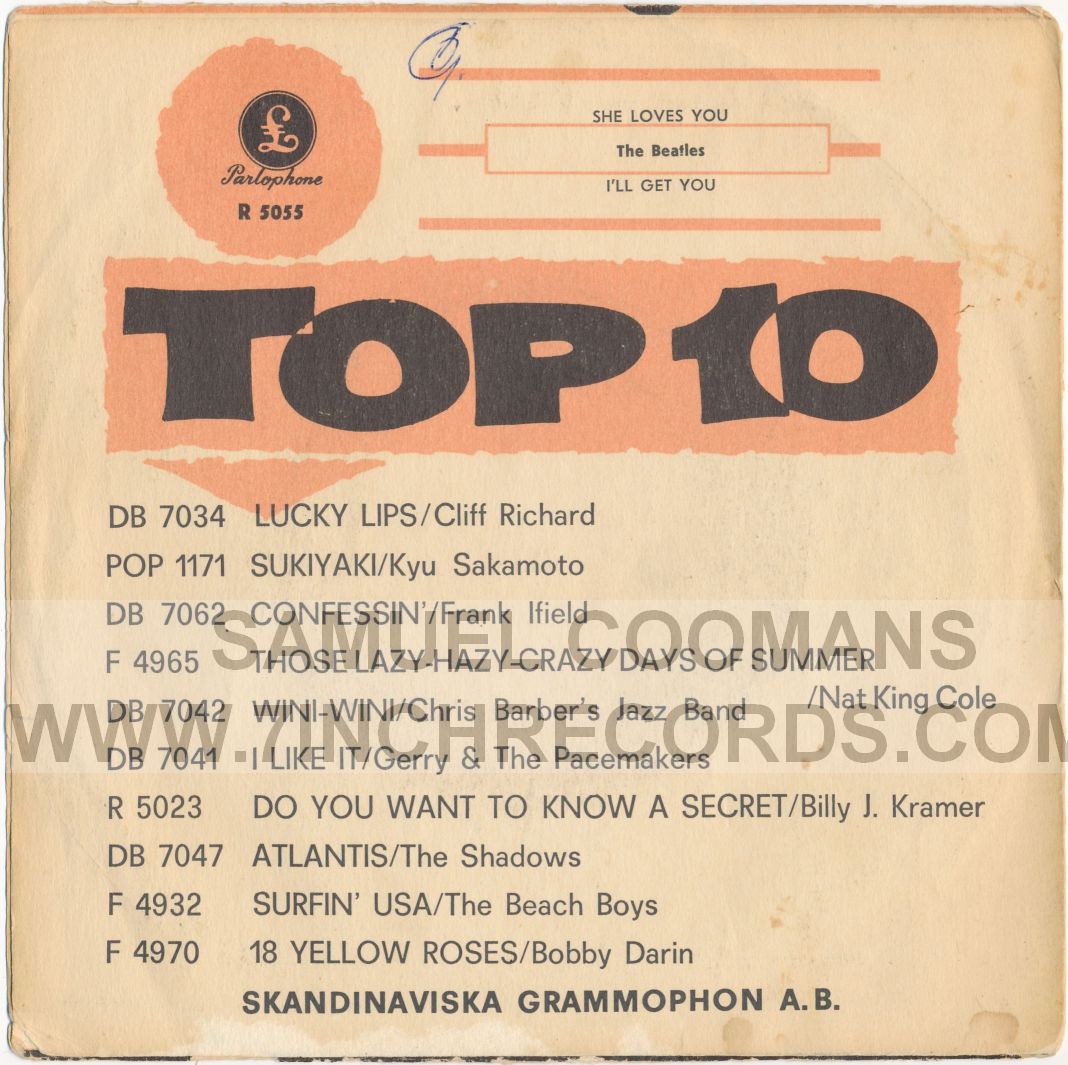 Parlophone
R 5055
SHE LOVES YOU
The Beatles
I'LL GET YOU
TOP 10
DB 7034 LUCKY LIPS/Cliff Richard
POP 1171 SUKIYAKI/Kyu Sakamoto
DB 7062 CONFESSIN'/Frank Ifield
F 4965 THOSE LAZY-HAZY-CRAZY DAYS OF SUMMER
/Nat King Cole
DB 7042 WINI-WINI/Chris Barber's Jazz Band
DB 7041 I LIKE IT/Gerry & The Pacemakers
R 5023 DO YOU WANT TO KNOW A SECRET/Billy J. Kramer
DB 7047 ATLANTIS/The Shadows
F 4932 SURFIN' USA/The Beach Boys
F 4970 18 YELLOW ROSES/Bobby Darin
SKANDINAVISKA GRAMMOPHON A.B.
SAMUEL COOMANS
WWW.7INCHRECORDS.COM